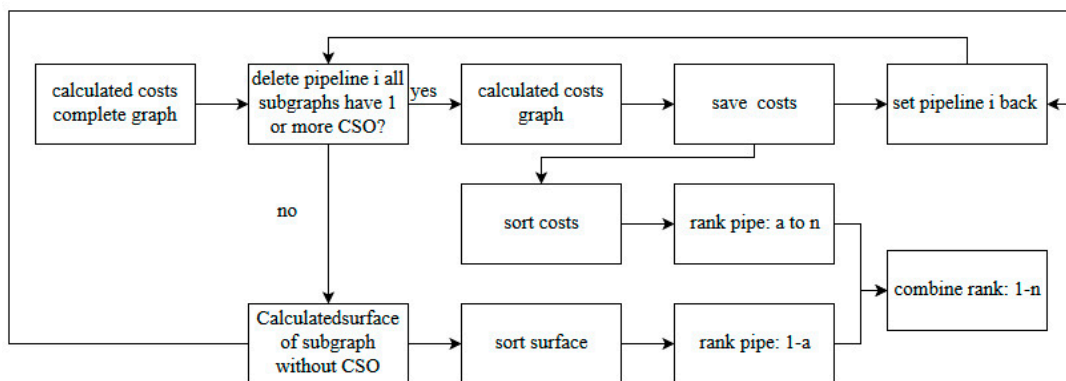 calculated costs
complete graph
delete pipeline i all
subgraphs have 1
or more CSO?
yes
calculated costs
graph
save costs
set pipeline i back
no
sort costs
rank pipe: a to n
combine rank: 1-n
Calculatedsurface
of subgraph
without CSO
sort surface
rank pipe: 1-a